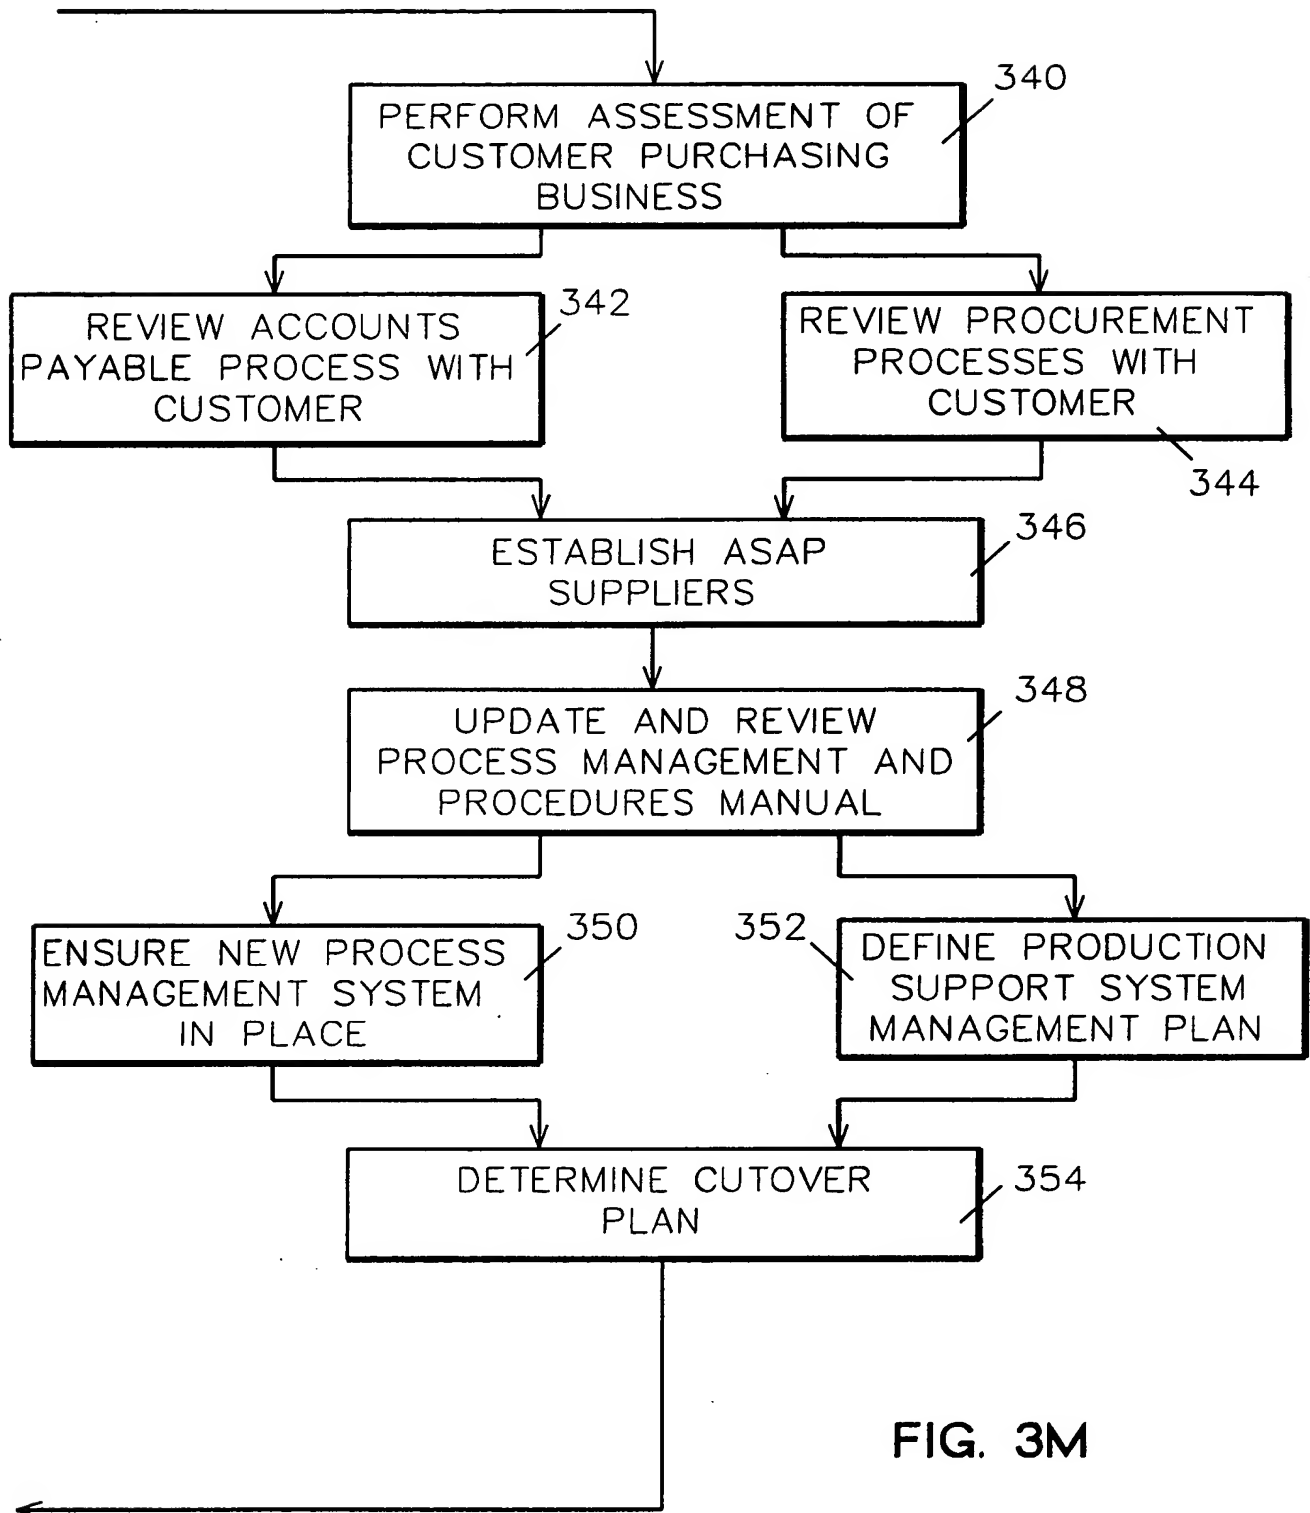 340
PERFORM ASSESSMENT OF
CUSTOMER PURCHASING
BUSINESS
342
REVIEW ACCOUNTS
PAYABLE PROCESS WITH
CUSTOMER
REVIEW PROCUREMENT
PROCESSES WITH
CUSTOMER
344
346
ESTABLISH ASAP
SUPPLIERS
348
UPDATE AND REVIEW
PROCESS MANAGEMENT AND
PROCEDURES MANUAL
350
ENSURE NEW PROCESS
MANAGEMENT SYSTEM
IN PLACE
352
DEFINE PRODUCTION
SUPPORT SYSTEM
MANAGEMENT PLAN
DETERMINE CUTOVER
PLAN
354
FIG. 3M